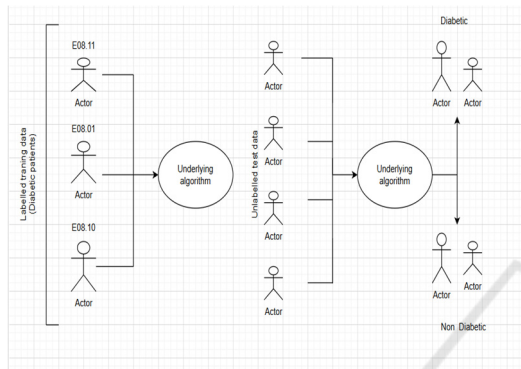 Labelled traning data
(Diabetic patients)
E08.11
Actor
E08.01
Actor
E08.10
Actor
Underlying
algorithm
Unlabelled test data
Actor
Actor
Actor
Actor
Underlying
algorithm
Diabetic
Actor
Actor
Actor
Actor
Non Diabetic